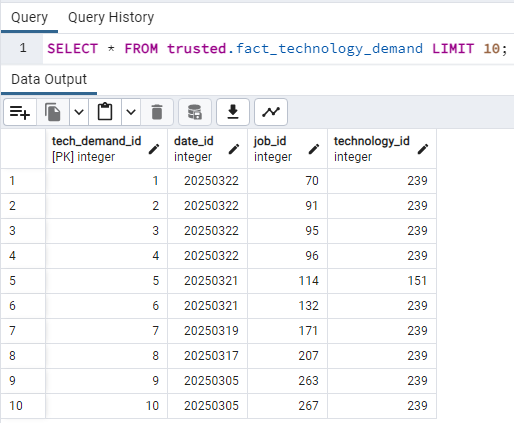 Query Query History
1 SELECT * FROM trusted.fact_technology_demand LIMIT 10;
Data Output
tech_demand_id date_id job_id technology_id
[PK] integer integer integer integer
1 1 20250322 70 239
2 2 20250322 91 239
3 3 20250322 95 239
4 4 20250322 96 239
5 5 20250321 114 151
6 6 20250321 132 239
7 7 20250319 171 239
8 8 20250317 207 239
9 9 20250305 263 239
10 10 20250305 267 239